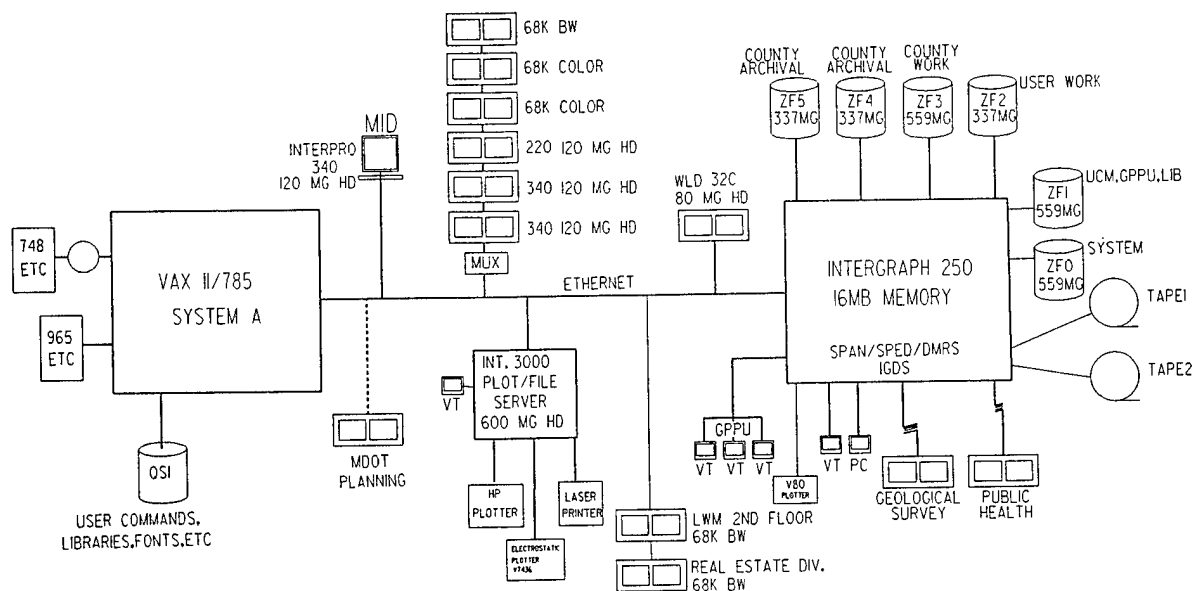 68K BW
68K COLOR
68K COLOR
220 120 MG HD
340 120 MG HD
340 120 MG HD
MUX
MID
INTERPRO
340
120 MG HD
748
ETC
965
ETC
VAX 11/785
SYSTEM A
OSI
USER COMMANDS,
LIBRARIES,FONTS,ETC
MDOT
PLANNING
ETHERNET
VT
INT. 3000
PLOT/FILE
SERVER
600 MG HD
HP
PLOTTER
LASER
PRINTER
ELECTROSTATIC
PLOTTER
V7436
WLD 32C
80 MG HD
LWM 2ND FLOOR
68K BW
REAL ESTATE DIV.
68K BW
COUNTY
ARCHIVAL
ZF5
337MG
COUNTY
ARCHIVAL
ZF4
337MG
COUNTY
WORK
ZF3
559MG
USER WORK
ZF2
337MG
UCM,GPPU,LIB
ZF1
559MG
SYSTEM
ZF0
559MG
TAPE1
TAPE2
INTERGRAPH 250
16MB MEMORY
SPAN/SPED/DMRS
IGDS
GPPU
VT
VT
VT
V80
PLOTTER
VT
PC
GEOLOGICAL
SURVEY
PUBLIC
HEALTH